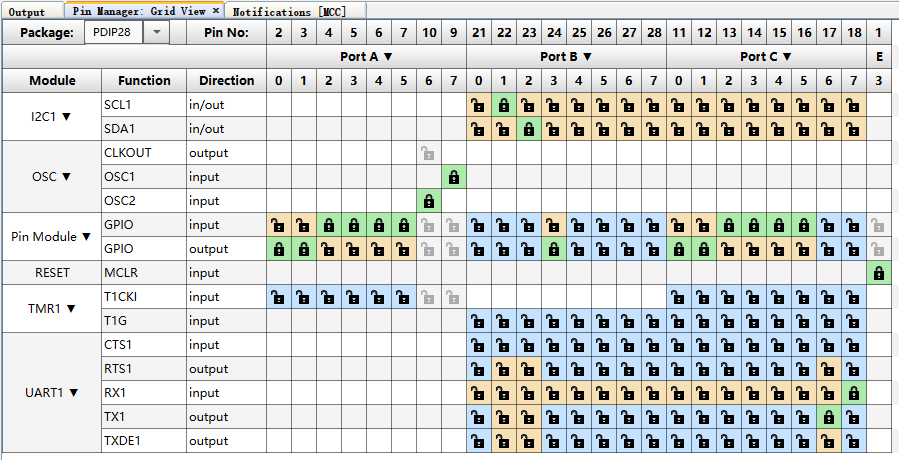 Output Pin Manager: Grid View × Notifications [MCC]
Package: PDIP28 ▼ Pin No: 2 3 4 5 6 7 10 9 21 22 23 24 25 26 27 28 11 12 13 14 15 16 17 18 1
Port A ▼ Port B ▼ Port C ▼ E
Module Function Direction 0 1 2 3 4 5 6 7 0 1 2 3 4 5 6 7 0 1 2 3 4 5 6 7 3
I2C1 ▼ SCL1 in/out
SDA1 in/out
OSC ▼ CLKOUT output
OSC1 input
OSC2 input
Pin Module ▼ GPIO input
GPIO output
RESET MCLR input
TMR1 ▼ T1CKI input
T1G input
UART1 ▼ CTS1 input
RTS1 output
RX1 input
TX1 output
TXDE1 output